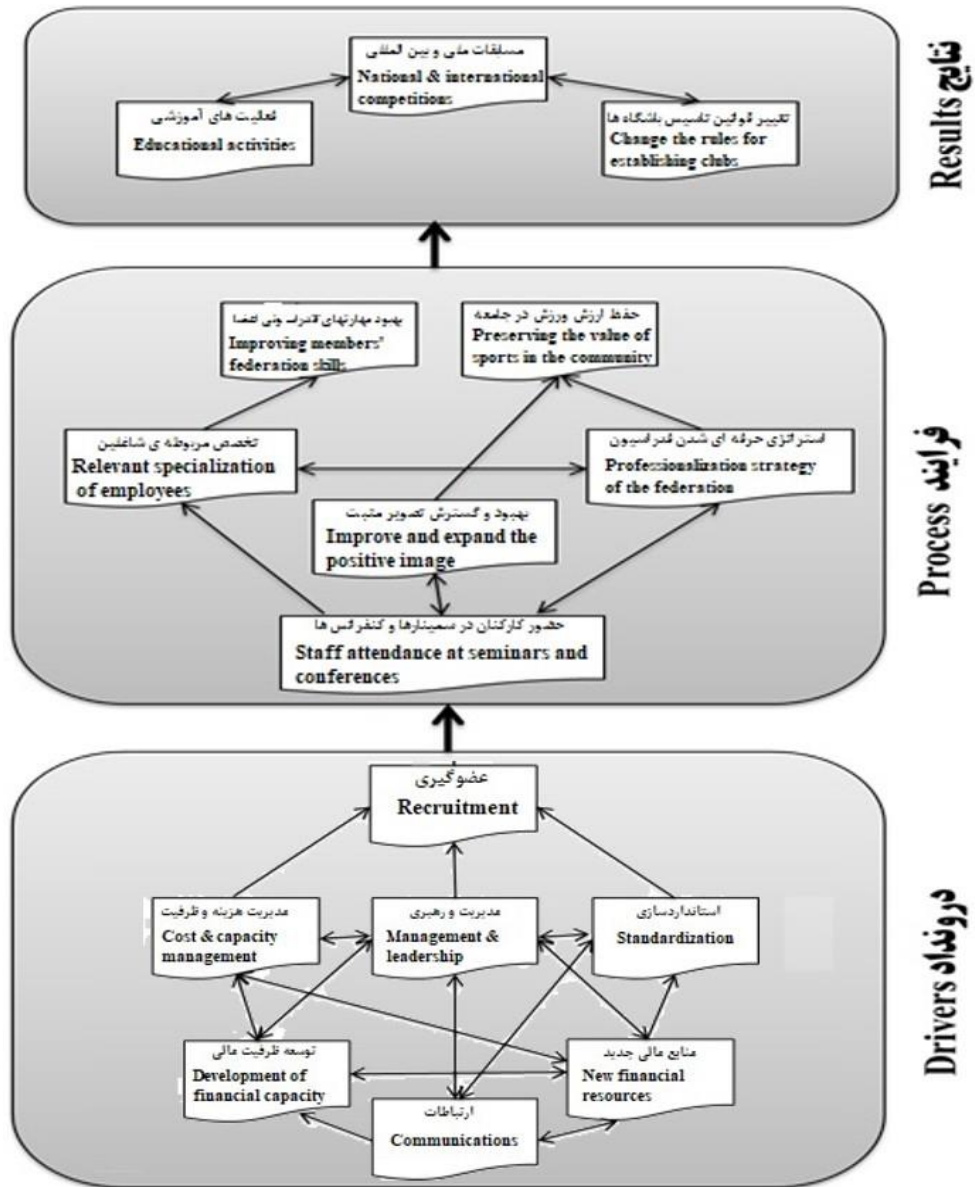 مسابقات ملی و بین المللی
National & international
competitions
فعالیت های آموزشی
Educational activities
تغییر قوانین تاسیس باشگاه ها
Change the rules for
establishing clubs
نتایج Results
بهبود مهارتهای فدراسیونی اعضا
Improving members'
federation skills
حفظ ارزش ورزش در جامعه
Preserving the value of
sports in the community
تخصص مربوطه ی شاغلین
Relevant specialization
of employees
استراتژی حرفه ای شدن فدراسیون
Professionalization strategy
of the federation
بهبود و گسترش تصویر مثبت
Improve and expand the
positive image
حضور کارکنان در سمینارها و کنفرانس ها
Staff attendance at seminars and
conferences
فرایند Process
عضوگیری
Recruitment
مدیریت هزینه و ظرفیت
Cost & capacity
management
مدیریت و رهبری
Management &
leadership
استانداردسازی
Standardization
توسعه ظرفیت مالی
Development of
financial capacity
منابع مالی جدید
New financial
resources
ارتباطات
Communications
درونداد Drivers